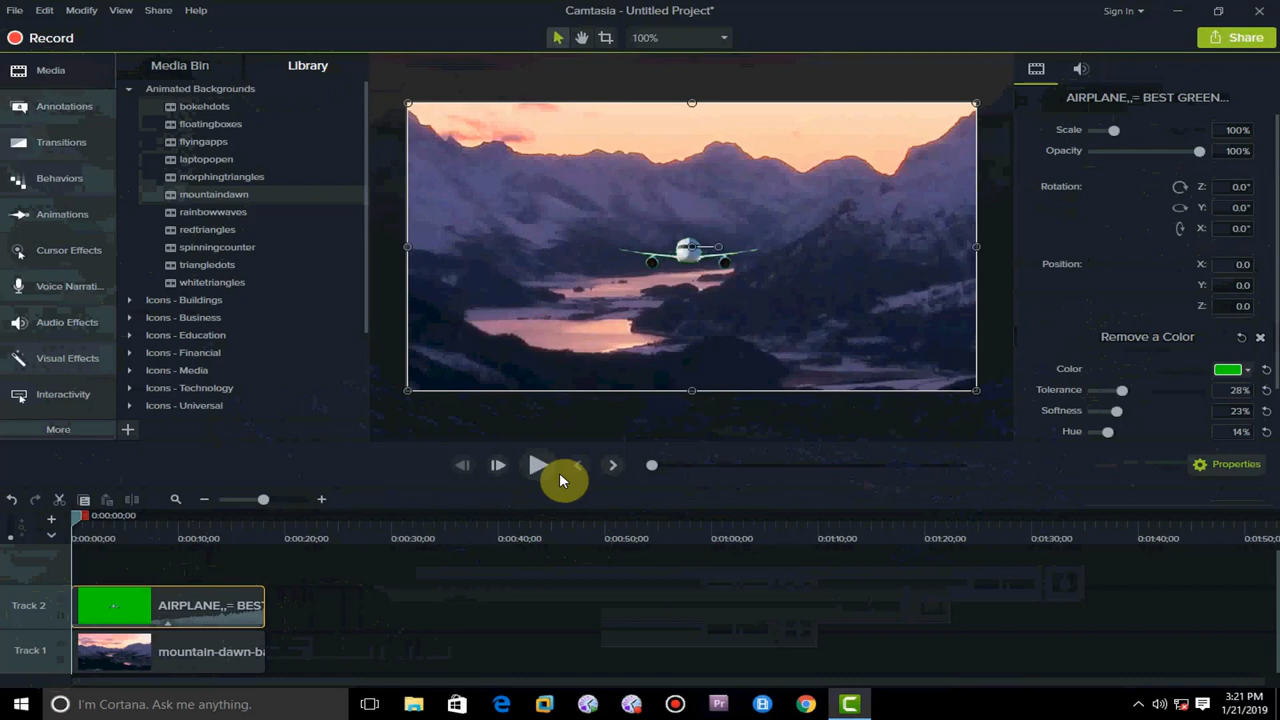 File Edit Modify View Share Help
Camtasia - Untitled Project*
Sign In
Record
100%
Share
Media
Annotations
Transitions
Behaviors
Animations
Cursor Effects
Voice Narrati...
Audio Effects
Visual Effects
Interactivity
More
Media Bin Library
Animated Backgrounds
bokehdots
floatingboxes
flyingapps
laptopopen
morphingtriangles
mountaindawn
rainbowwaves
redtriangles
spinningcounter
triangledots
whitetriangles
Icons - Buildings
Icons - Business
Icons - Education
Icons - Financial
Icons - Media
Icons - Technology
Icons - Universal
AIRPLANE,,= BEST GREEN...
Scale 100%
Opacity 100%
Rotation: Z: 0.0°
Y: 0.0°
X: 0.0°
Position: X: 0.0
Y: 0.0
Z: 0.0
Remove a Color
Color
Tolerance 28%
Softness 23%
Hue 14%
Properties
0:00:00;00
0:00:00;00 0:00:10;00 0:00:20;00 0:00:30;00 0:00:40;00 0:00:50;00 0:01:00;00 0:01:10;00 0:01:20;00 0:01:30;00 0:01:40;00 0:01:50;0
Track 2 AIRPLANE,,= BES
Track 1 mountain-dawn-ba
I'm Cortana. Ask me anything.
Pr
3:21 PM
1/21/2019